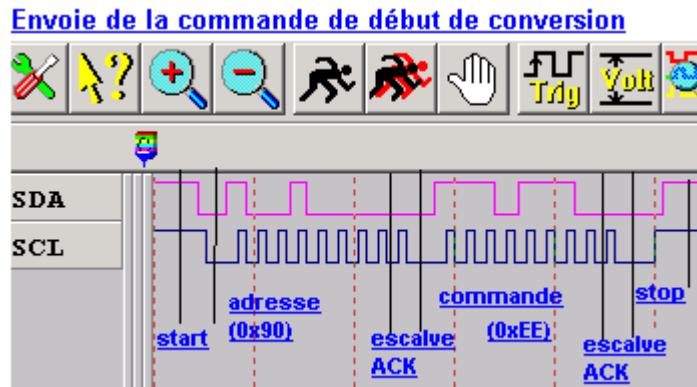 Envoie de la commande de début de conversion
Trig
Volt
SDA
SCL
adresse
(0x90)
commande
(0xEE)
stop
start
escalve
ACK
escalve
ACK